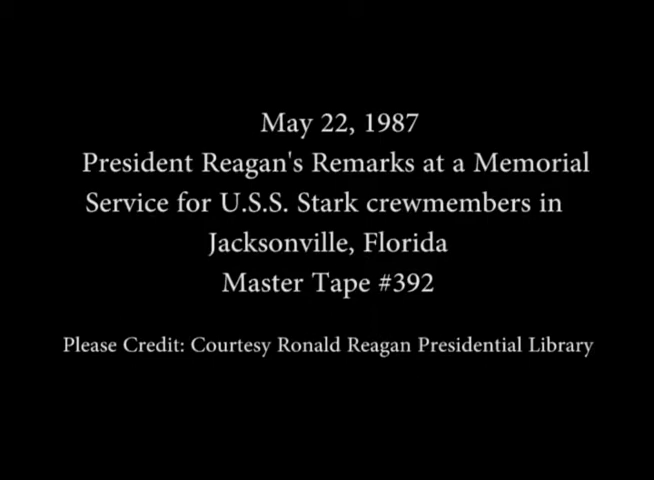 May 22, 1987
President Reagan's Remarks at a Memorial
Service for U.S.S. Stark crewmembers in
Jacksonville, Florida
Master Tape #392
Please Credit: Courtesy Ronald Reagan Presidential Library